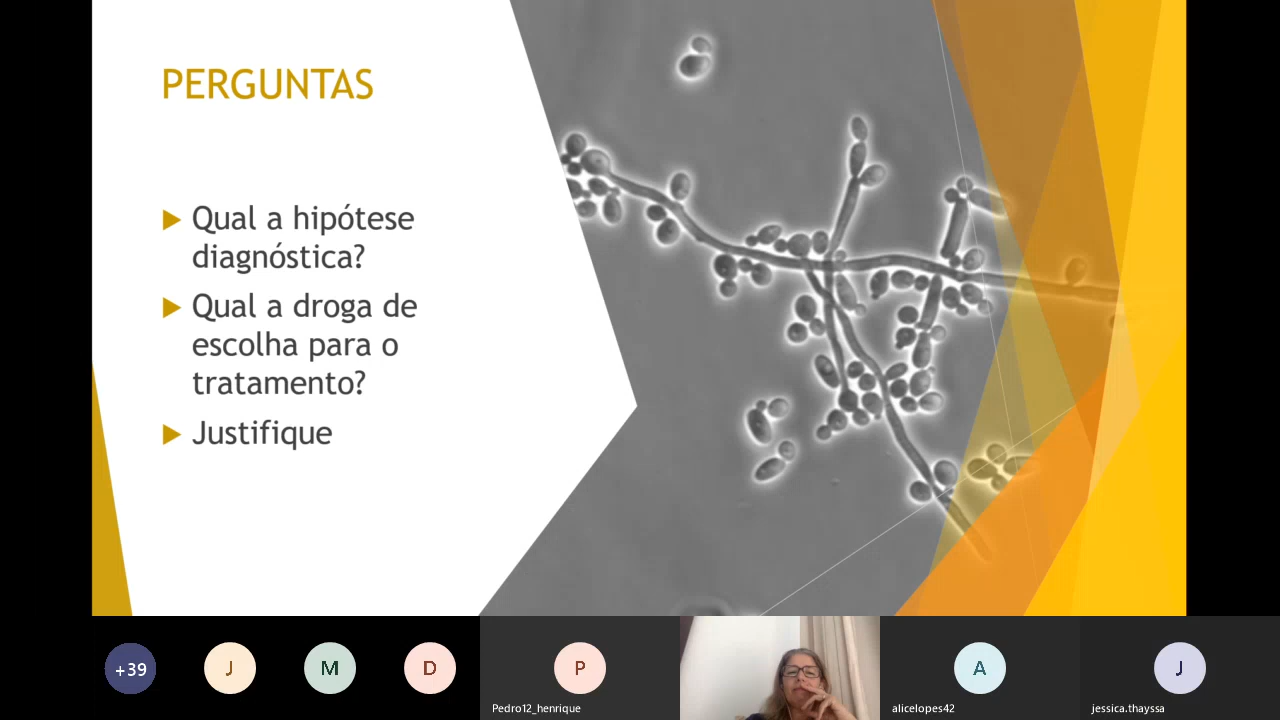 PERGUNTAS
Qual a hipótese
diagnóstica?
Qual a droga de
escolha para o
tratamento?
Justifique
+39
J
M
D
P
A
J
Pedro12_henrique
alicelopes42
jessica.thayssa